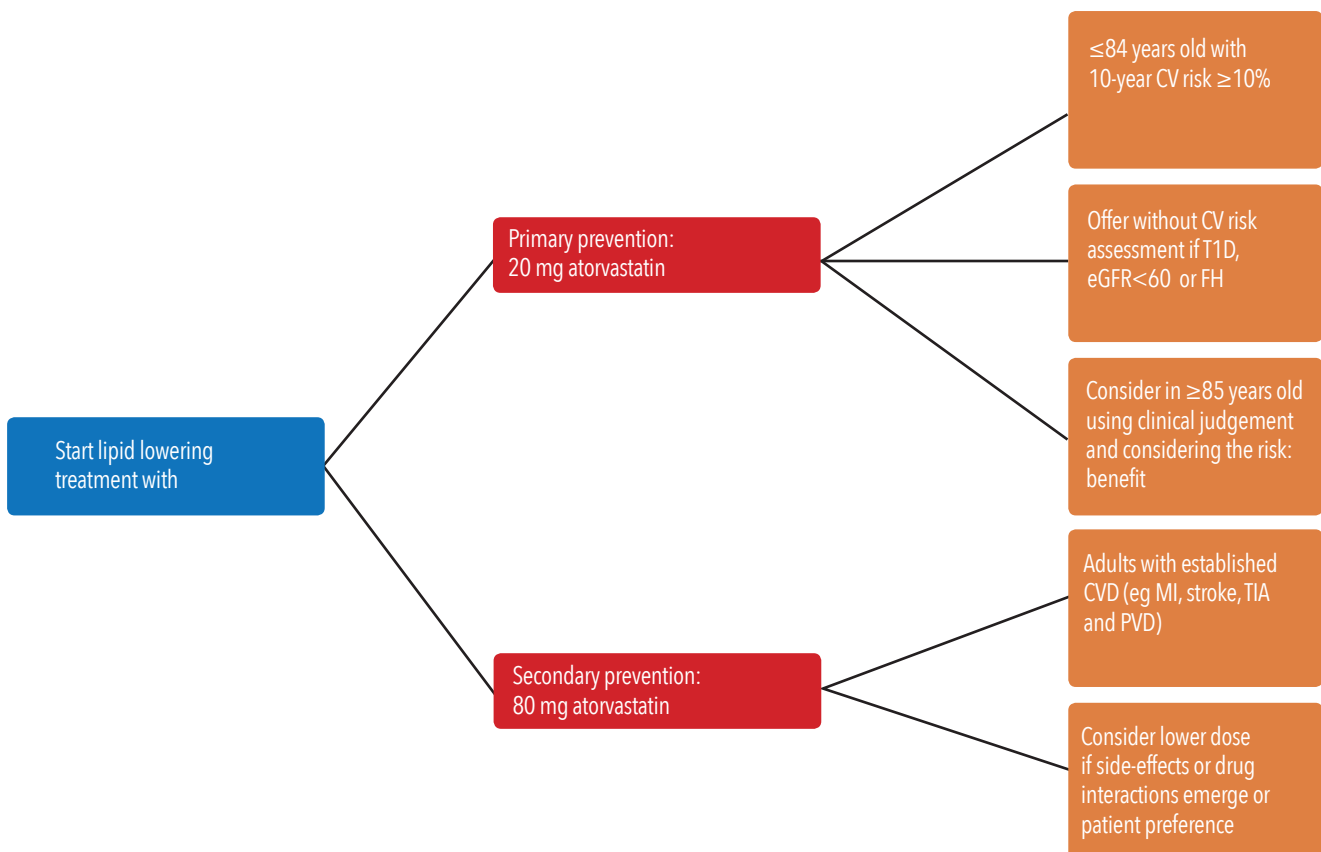 Start lipid lowering
treatment with
Primary prevention:
20 mg atorvastatin
≤84 years old with
10-year CV risk ≥10%
Offer without CV risk
assessment if T1D,
eGFR<60 or FH
Consider in ≥85 years old
using clinical judgement
and considering the risk:
benefit
Secondary prevention:
80 mg atorvastatin
Adults with established
CVD (eg MI, stroke, TIA
and PVD)
Consider lower dose
if side-effects or drug
interactions emerge or
patient preference